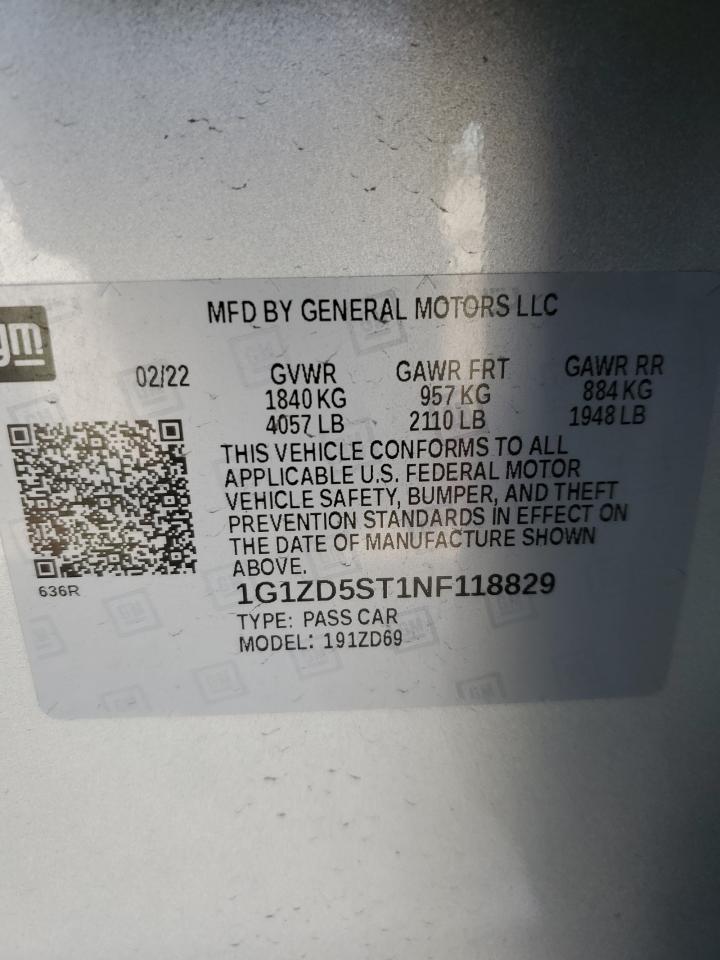 MFD BY GENERAL MOTORS LLC
gm
02/22 GVWR GAWR FRT GAWR RR
1840 KG 957 KG 884 KG
4057 LB 2110 LB 1948 LB
THIS VEHICLE CONFORMS TO ALL
APPLICABLE U.S. FEDERAL MOTOR
VEHICLE SAFETY, BUMPER, AND THEFT
PREVENTION STANDARDS IN EFFECT ON
THE DATE OF MANUFACTURE SHOWN
ABOVE.
636R
1G1ZD5ST1NF118829
TYPE: PASS CAR
MODEL: 191ZD69